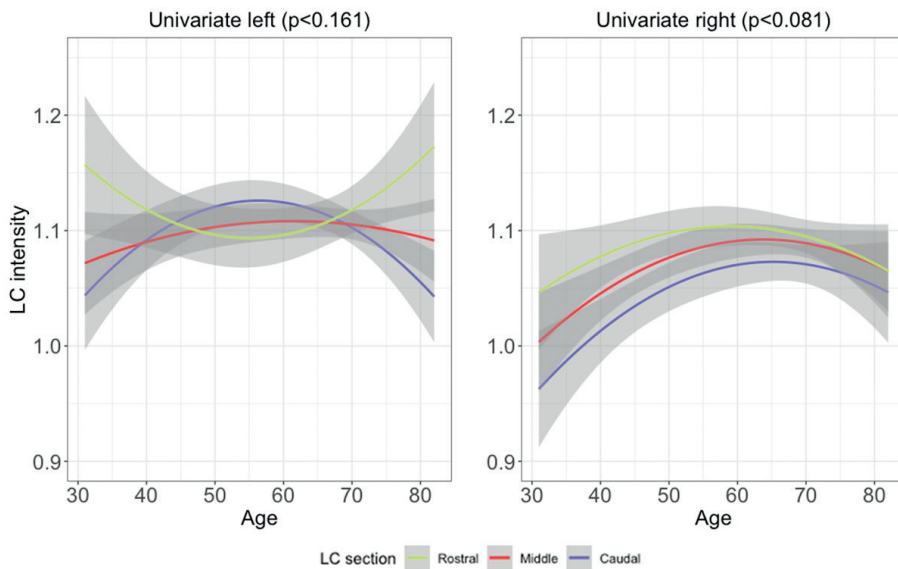 Univariate left (p<0.161)
Univariate right (p<0.081)
LC intensity
1.2
1.1
1.0
0.9
30 40 50 60 70 80
Age
1.2
1.1
1.0
0.9
30 40 50 60 70 80
Age
LC section Rostral Middle Caudal